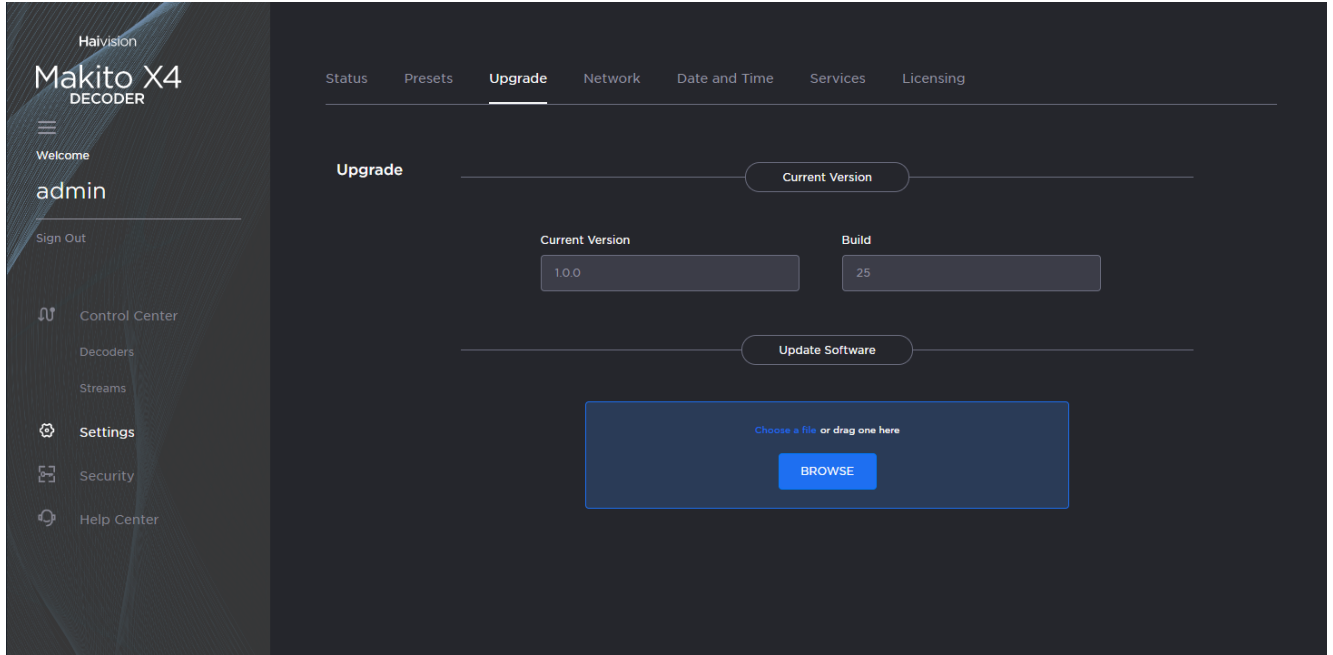 Haivision
Makito X4
DECODER
Welcome
admin
Sign Out
Control Center
Decoders
Streams
Settings
Security
Help Center
Status Presets Upgrade Network Date and Time Services Licensing
Upgrade
Current Version
Current Version Build
1.0.0 25
Update Software
Choose a file or drag one here
BROWSE